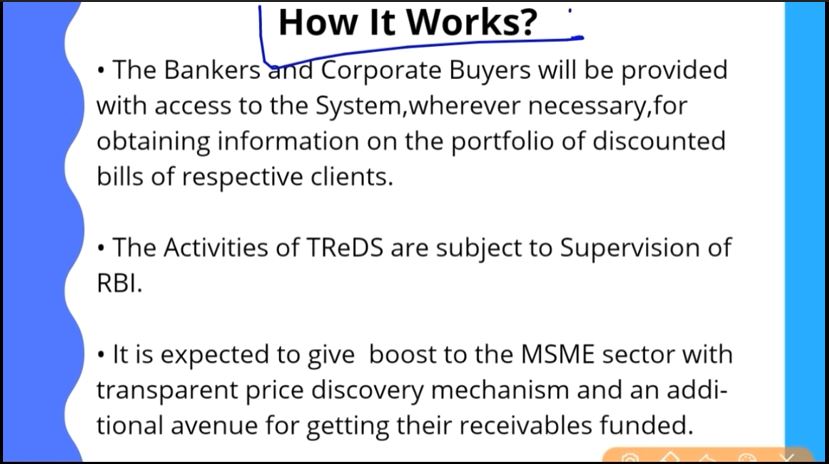 How It Works?
• The Bankers and Corporate Buyers will be provided
with access to the System,wherever necessary,for
obtaining information on the portfolio of discounted
bills of respective clients.
• The Activities of TReDS are subject to Supervision of
RBI.
• It is expected to give  boost to the MSME sector with
transparent price discovery mechanism and an addi-
tional avenue for getting their receivables funded.